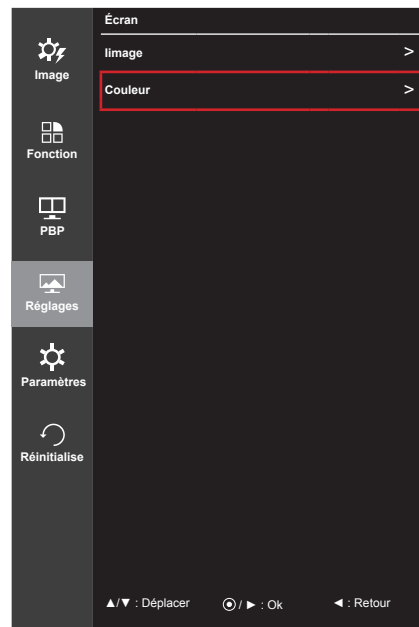 Écran
Iimage >
Couleur >
Image
Fonction
PBP
Réglages
Paramètres
Réinitialise
▲/▼ : Déplacer
/ ► : Ok
◄ : Retour